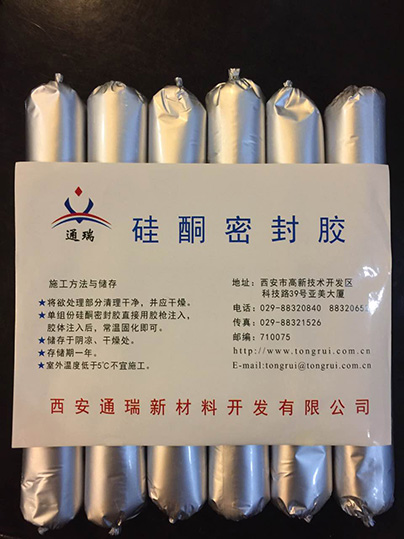 通瑞
硅酮密封胶
施工方法与储存
★将欲处理部分清理干净，并应干燥。
★单组份硅酮密封胶直接用胶枪注入，
胶体注入后，常温固化即可。
★储存于阴凉、干燥处。
★存储期一年。
★室外温度低于5℃不宜施工。
地址：西安市高新技术开发区
科技路39号亚美大厦
电话：029-88320840 8832065
传真：029-88321526
邮编：710075
http://www.tongrui.com.cn
E-mail:tongrui@tongrui.com.cn
西安通瑞新材料开发有限公司